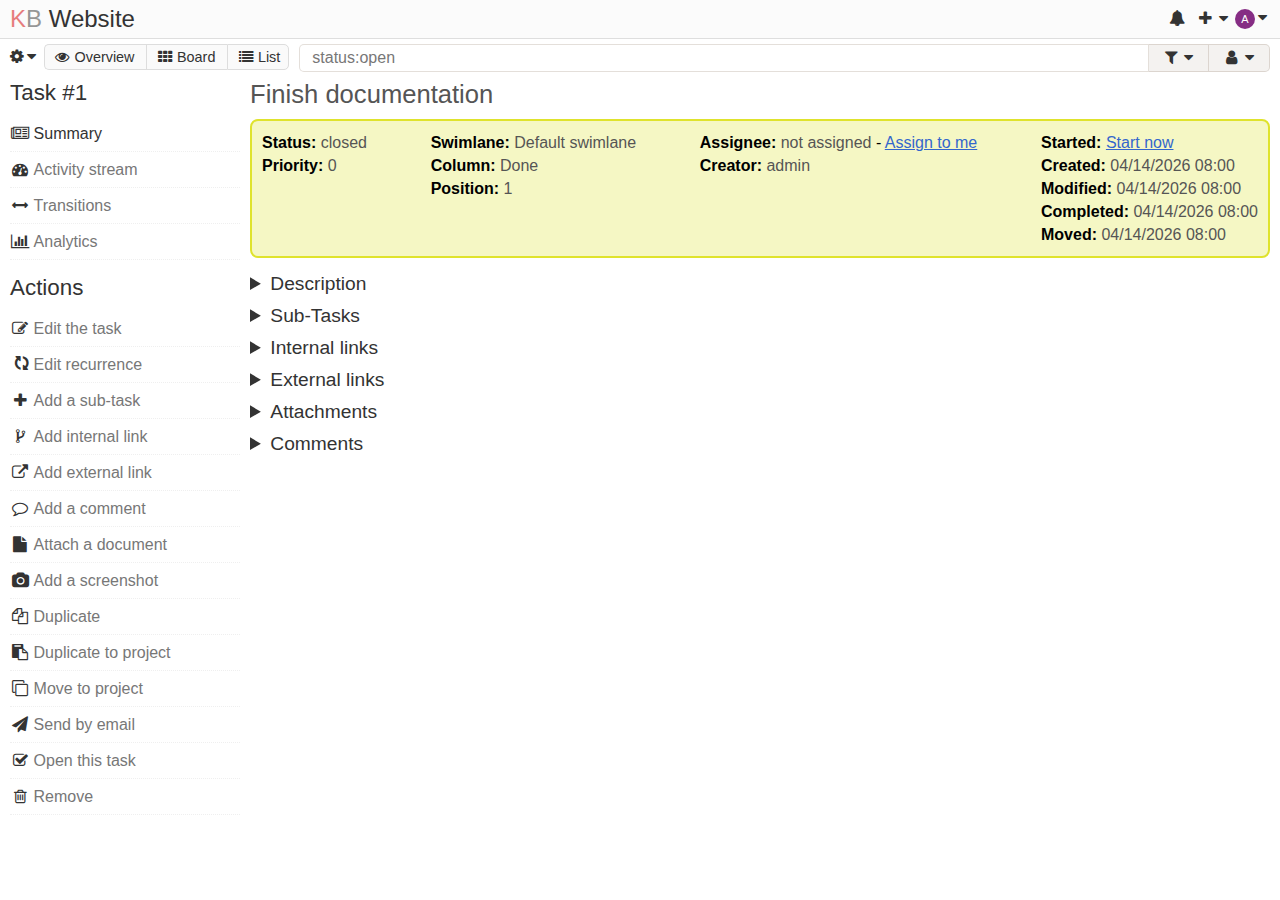 KB Website
A
Overview Board List status:open
Task #1
Summary
Activity stream
Transitions
Analytics
Actions
Edit the task
Edit recurrence
Add a sub-task
Add internal link
Add external link
Add a comment
Attach a document
Add a screenshot
Duplicate
Duplicate to project
Move to project
Send by email
Open this task
Remove
Finish documentation
Status: closed
Priority: 0
Swimlane: Default swimlane
Column: Done
Position: 1
Assignee: not assigned - Assign to me
Creator: admin
Started: Start now
Created: 04/14/2026 08:00
Modified: 04/14/2026 08:00
Completed: 04/14/2026 08:00
Moved: 04/14/2026 08:00
Description
Sub-Tasks
Internal links
External links
Attachments
Comments